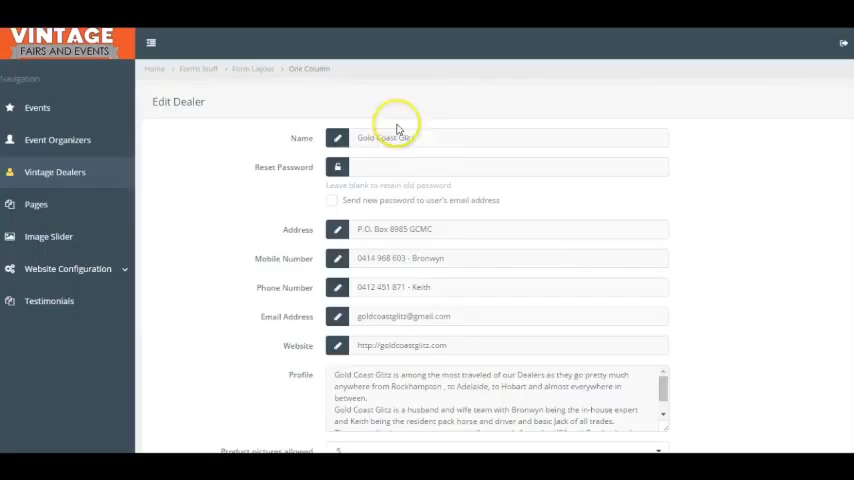 VINTAGE
FAIRS AND EVENTS
Navigation
Events
Event Organizers
Vintage Dealers
Pages
Image Slider
Website Configuration
Testimonials
Home > Forms Stuff > Form Layout > One Column
Edit Dealer
Name
Gold Coast Glitz
Reset Password
Leave blank to retain old password
Send new password to user's email address
Address
P.O. Box 8985 GCMC
Mobile Number
0414 968 603 - Bronwyn
Phone Number
0412 451 871 - Keith
Email Address
goldcoastglitz@gmail.com
Website
http://goldcoastglitz.com
Profile
Gold Coast Glitz is among the most traveled of our Dealers as they go pretty much
anywhere from Rockhampton , to Adelaide, to Hobart and almost everywhere in
between.
Gold Coast Glitz is a husband and wife team with Bronwyn being the in-house expert
and Keith being the resident pack horse and driver and basic Jack of all trades.
Product pictures allowed
5